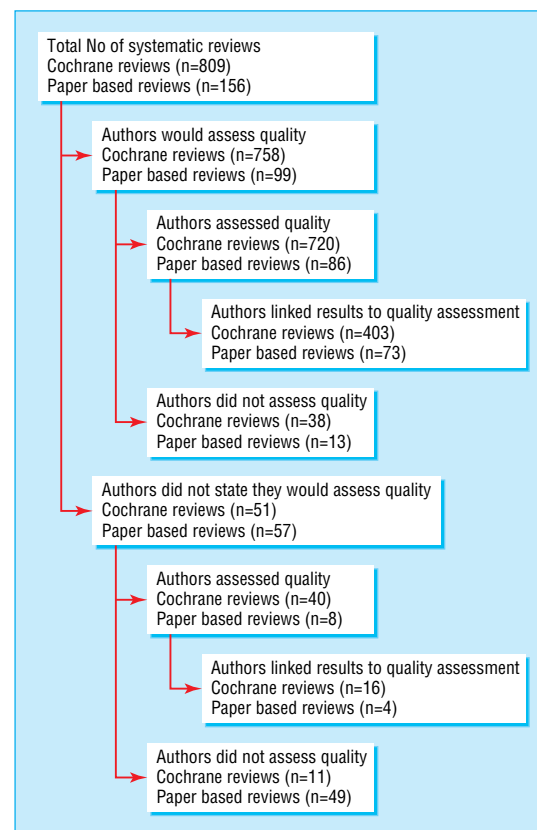 Total No of systematic reviews
Cochrane reviews (n=809)
Paper based reviews (n=156)
Authors would assess quality
Cochrane reviews (n=758)
Paper based reviews (n=99)
Authors assessed quality
Cochrane reviews (n=720)
Paper based reviews (n=86)
Authors linked results to quality assessment
Cochrane reviews (n=403)
Paper based reviews (n=73)
Authors did not assess quality
Cochrane reviews (n=38)
Paper based reviews (n=13)
Authors did not state they would assess quality
Cochrane reviews (n=51)
Paper based reviews (n=57)
Authors assessed quality
Cochrane reviews (n=40)
Paper based reviews (n=8)
Authors linked results to quality assessment
Cochrane reviews (n=16)
Paper based reviews (n=4)
Authors did not assess quality
Cochrane reviews (n=11)
Paper based reviews (n=49)